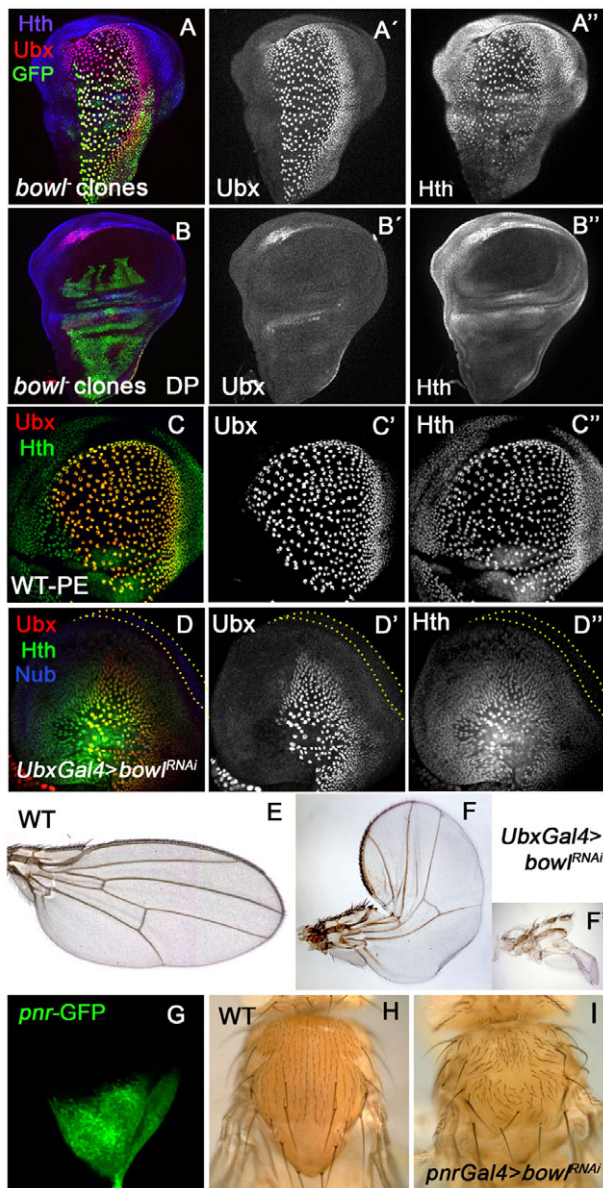 Hth
Ubx
GFP
A
bowl- clones
A′
Ubx
A″
Hth
B
bowl- clones DP
B′
Ubx
B″
Hth
Ubx
Hth
C
WT-PE
Ubx C'
Hth C"
Ubx
Hth
Nub
D
UbxGal4>bowlRNAi
Ubx D'
Hth D"
WT E
F
UbxGal4>
bowlRNAi
F'
pnr-GFP G
WT H
I
pnrGal4>bowlRNAi